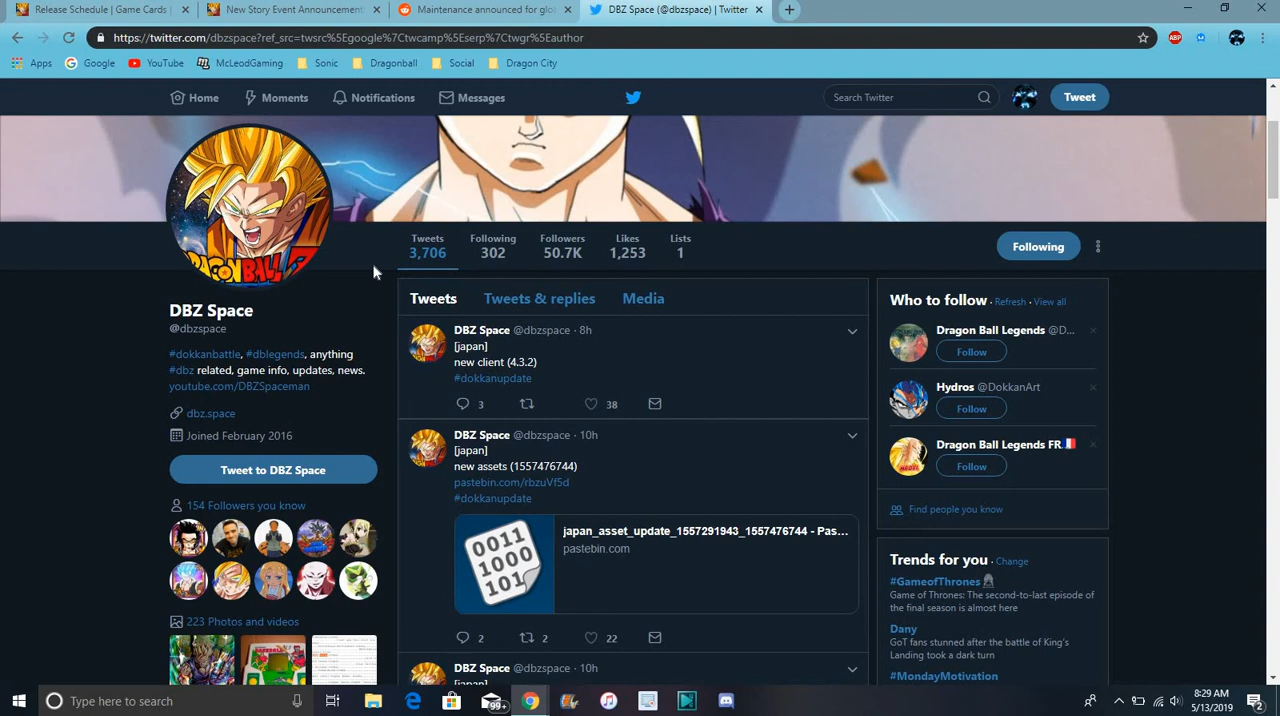 Release Schedule | Game Cards
New Story Event Announcement
Maintenance announced for glo
DBZ Space (@dbzspace) | Twitter
https://twitter.com/dbzspace?ref_src=twsrc%5Egoogle%7Ctwcamp%5Eserp%7Ctwgr%5Eauthor
ABP
Apps
Google
YouTube
McLeodGaming
Sonic
Dragonball
Social
Dragon City
Home
Moments
Notifications
Messages
Search Twitter
Tweet
Tweets
3,706
Following
302
Followers
50.7K
Likes
1,253
Lists
1
Following
DBZ Space
@dbzspace
#dokkanbattle, #dblegends, anything
#dbz related, game info, updates, news.
youtube.com/DBZSpaceman
dbz.space
Joined February 2016
Tweet to DBZ Space
154 Followers you know
223 Photos and videos
Tweets
Tweets & replies
Media
DBZ Space @dbzspace · 8h
[japan]
new client (4.3.2)
#dokkanupdate
3
38
DBZ Space @dbzspace · 10h
[japan]
new assets (1557476744)
pastebin.com/rbzuVf5d
#dokkanupdate
0011
1000
101
japan_asset_update_1557291943_1557476744 - Pas...
pastebin.com
2
2
22
DBZ Space @dbzspace · 10h
[japan]
Who to follow · Refresh · View all
Dragon Ball Legends @D...
Follow
Hydros @DokkanArt
Follow
Dragon Ball Legends FR
Follow
Find people you know
Trends for you · Change
#GameofThrones
Game of Thrones: The second-to-last episode of
the final season is almost here
Dany
GoT fans stunned after the battle of King's
Landing took a dark turn
#MondayMotivation
Type here to search
99+
8:29 AM
5/13/2019
2